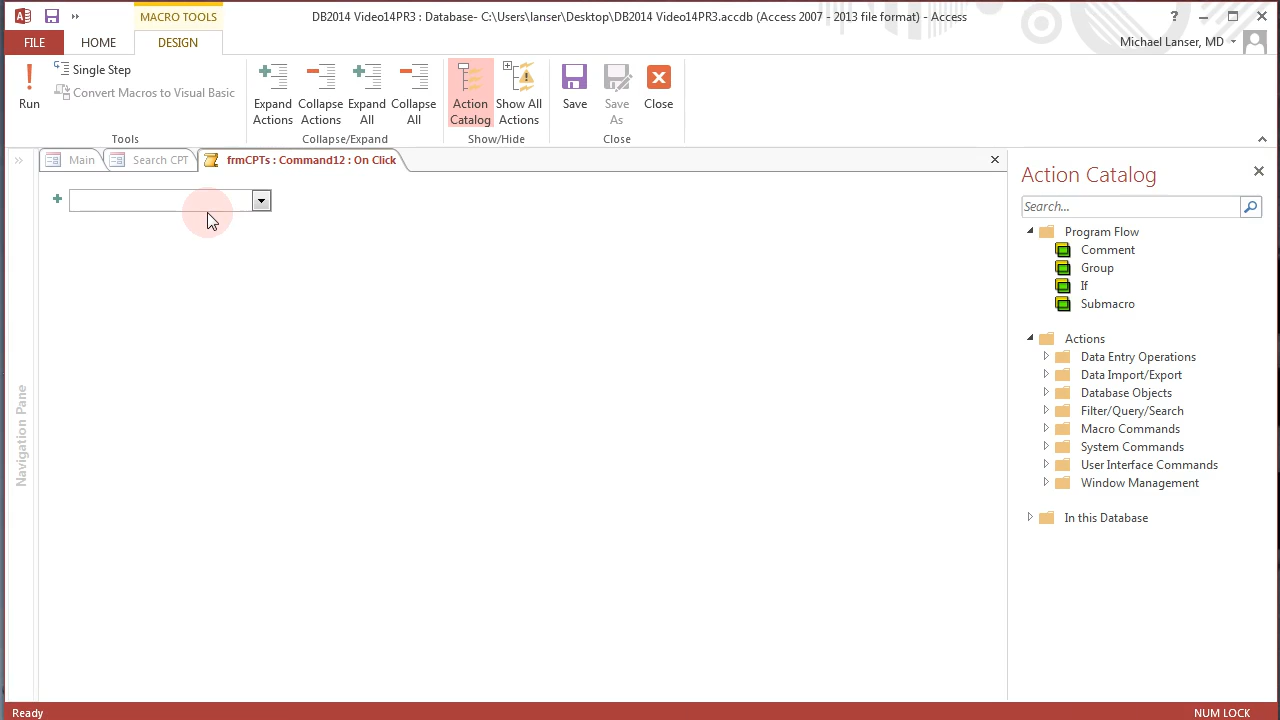 MACRO TOOLS
DB2014 Video14PR3 : Database- C:\Users\lanser\Desktop\DB2014 Video14PR3.accdb (Access 2007 - 2013 file format) - Access
?
FILE
HOME
DESIGN
Michael Lanser, MD
Run
Single Step
Convert Macros to Visual Basic
Tools
Expand Actions
Collapse Actions
Expand All
Collapse All
Collapse/Expand
Action Catalog
Show All Actions
Show/Hide
Save
Save As
Close
Close
Main
Search CPT
frmCPTs : Command12 : On Click
Navigation Pane
Action Catalog
Search...
Program Flow
Comment
Group
If
Submacro
Actions
Data Entry Operations
Data Import/Export
Database Objects
Filter/Query/Search
Macro Commands
System Commands
User Interface Commands
Window Management
In this Database
Ready
NUM LOCK